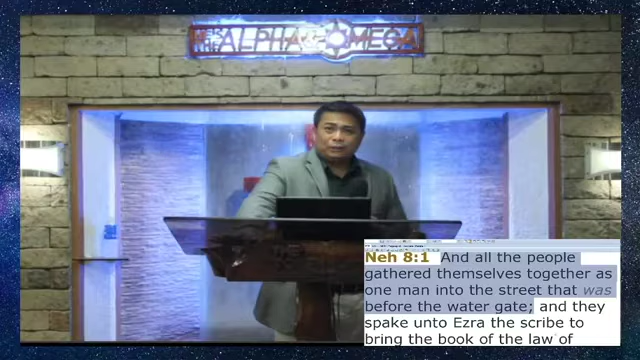 ALPHA & OMEGA
Neh 8:1 And all the people
gathered themselves together as
one man into the street that was
before the water gate; and they
spake unto Ezra the scribe to
bring the book of the law of